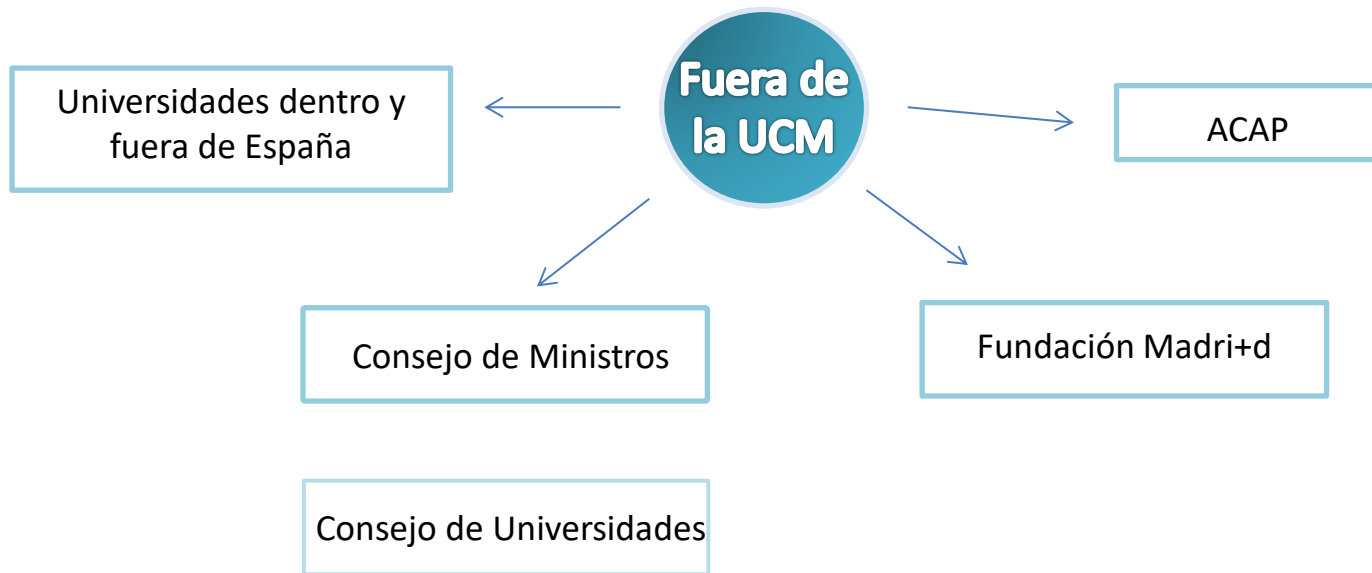 Fuera de
la UCM
Universidades dentro y
fuera de España
ACAP
Consejo de Ministros
Fundación Madri+d
Consejo de Universidades